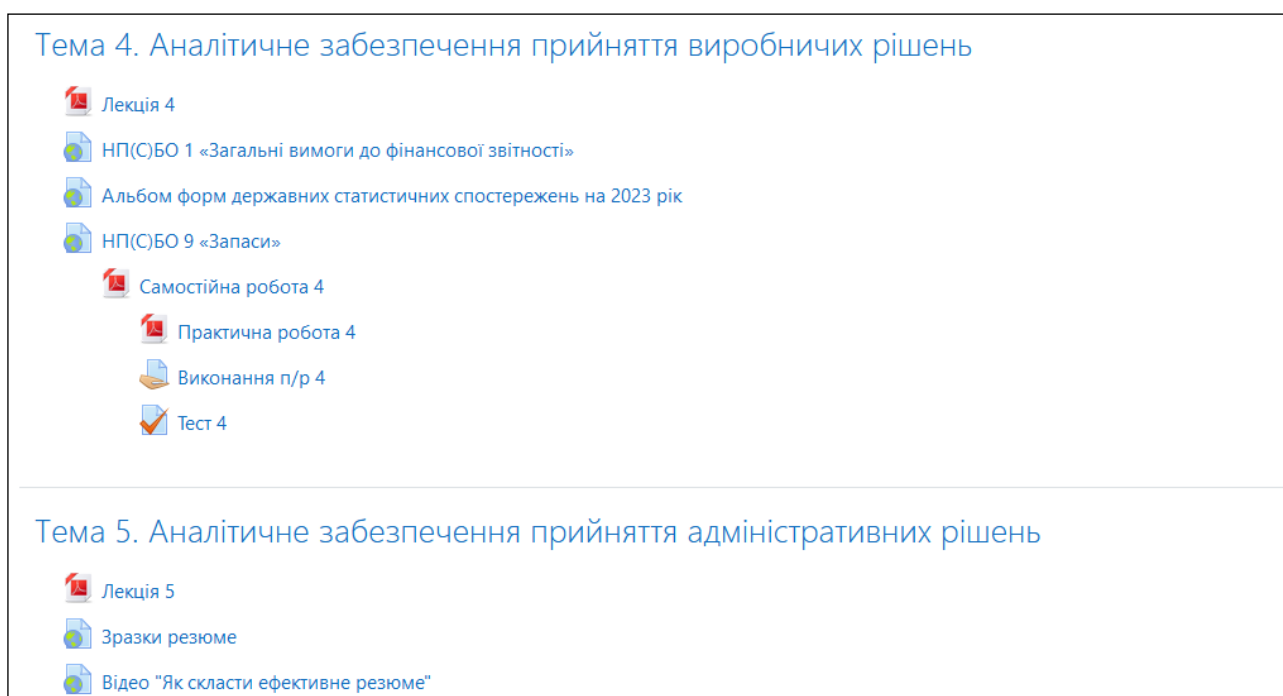 Тема 4. Аналітичне забезпечення прийняття виробничих рішень
Лекція 4
НП(С)БО 1 «Загальні вимоги до фінансової звітності»
Альбом форм державних статистичних спостережень на 2023 рік
НП(С)БО 9 «Запаси»
Самостійна робота 4
Практична робота 4
Виконання п/р 4
Тест 4
Тема 5. Аналітичне забезпечення прийняття адміністративних рішень
Лекція 5
Зразки резюме
Відео "Як скласти ефективне резюме"